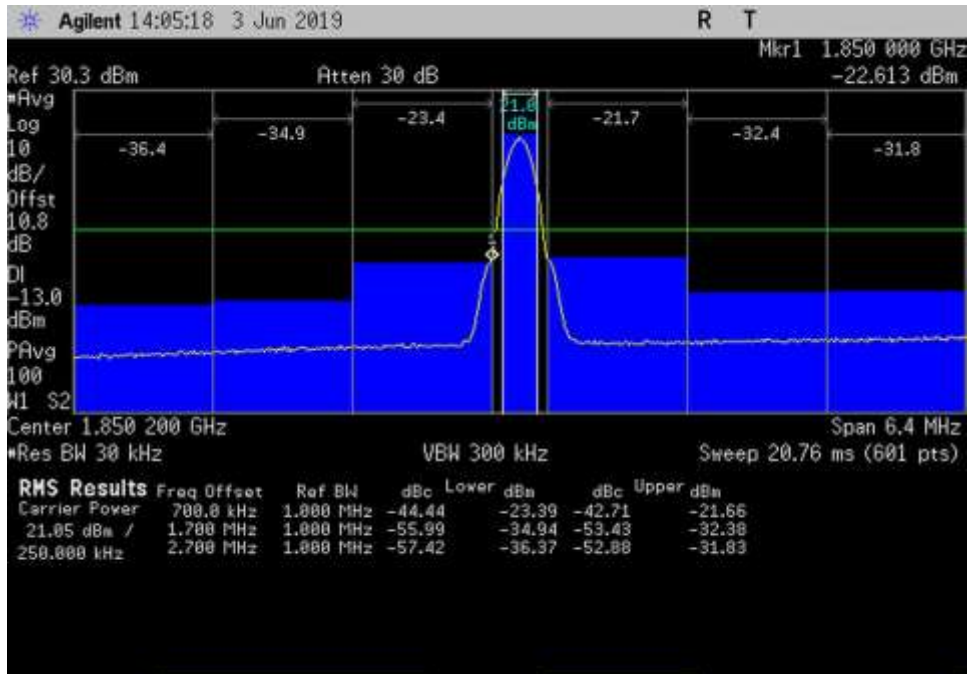 Agilent 14:05:18 3 Jun 2019 R T
Mkr1 1.850 000 GHz
Ref 30.3 dBm Atten 30 dB -22.613 dBm
#Avg
Log
10
dB/
Offst
10.8
dB
DI
-13.0
dBm
PAvg
100
W1 S2
-36.4
-34.9
-23.4
21.0
dBm
-21.7
-32.4
-31.8
Center 1.850 200 GHz Span 6.4 MHz
#Res BW 30 kHz VBW 300 kHz Sweep 20.76 ms (601 pts)
RMS Results Freq Offset Ref BW dBc Lower dBm dBc Upper dBm
Carrier Power 700.0 kHz 1.000 MHz -44.44 -23.39 -42.71 -21.66
21.05 dBm / 1.700 MHz 1.000 MHz -55.99 -34.94 -53.43 -32.38
250.000 kHz 2.700 MHz 1.000 MHz -57.42 -36.37 -52.88 -31.83